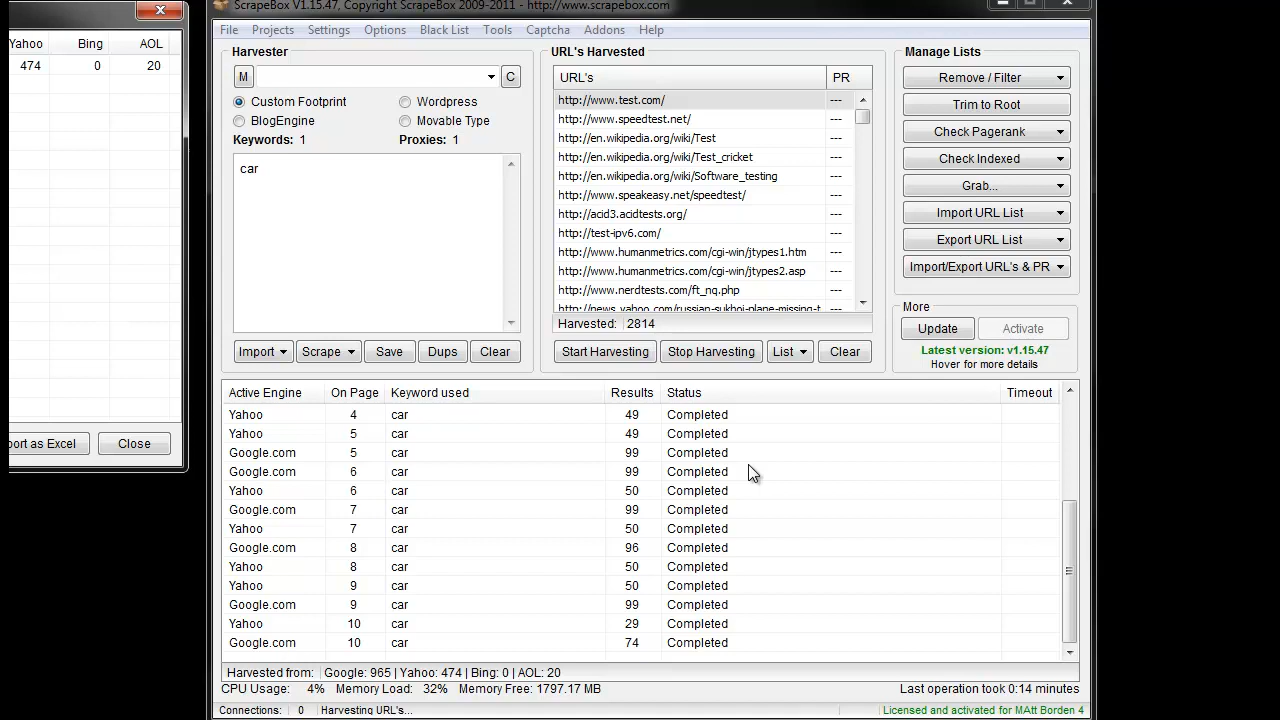 ScrapeBox V1.15.47, Copyright ScrapeBox 2009-2011 - http://www.scrapebox.com
Yahoo Bing AOL
474 0 20
port as Excel Close
File Projects Settings Options Black List Tools Captcha Addons Help
Harvester
M C
Custom Footprint Wordpress
BlogEngine Movable Type
Keywords: 1 Proxies: 1
car
Import Scrape Save Dups Clear
URL's Harvested
URL's PR
http://www.test.com/ ---
http://www.speedtest.net/ ---
http://en.wikipedia.org/wiki/Test ---
http://en.wikipedia.org/wiki/Test_cricket ---
http://en.wikipedia.org/wiki/Software_testing ---
http://www.speakeasy.net/speedtest/ ---
http://acid3.acidtests.org/ ---
http://test-ipv6.com/ ---
http://www.humanmetrics.com/cgi-win/jtypes1.htm ---
http://www.humanmetrics.com/cgi-win/jtypes2.asp ---
http://www.nerdtests.com/ft_nq.php ---
http://news.yahoo.com/russian-sukhoi-plane-missing-t ---
Harvested: 2814
Start Harvesting Stop Harvesting List Clear
Manage Lists
Remove / Filter
Trim to Root
Check Pagerank
Check Indexed
Grab...
Import URL List
Export URL List
Import/Export URL's & PR
More
Update Activate
Latest version: v1.15.47
Hover for more details
Active Engine On Page Keyword used Results Status Timeout
Yahoo 4 car 49 Completed
Yahoo 5 car 49 Completed
Google.com 5 car 99 Completed
Google.com 6 car 99 Completed
Yahoo 6 car 50 Completed
Google.com 7 car 99 Completed
Yahoo 7 car 50 Completed
Google.com 8 car 96 Completed
Yahoo 8 car 50 Completed
Yahoo 9 car 50 Completed
Google.com 9 car 99 Completed
Yahoo 10 car 29 Completed
Google.com 10 car 74 Completed
Harvested from: Google: 965 | Yahoo: 474 | Bing: 0 | AOL: 20
CPU Usage: 4% Memory Load: 32% Memory Free: 1797.17 MB Last operation took 0:14 minutes
Connections: 0 Harvesting URL's... Licensed and activated for MAtt Borden 4